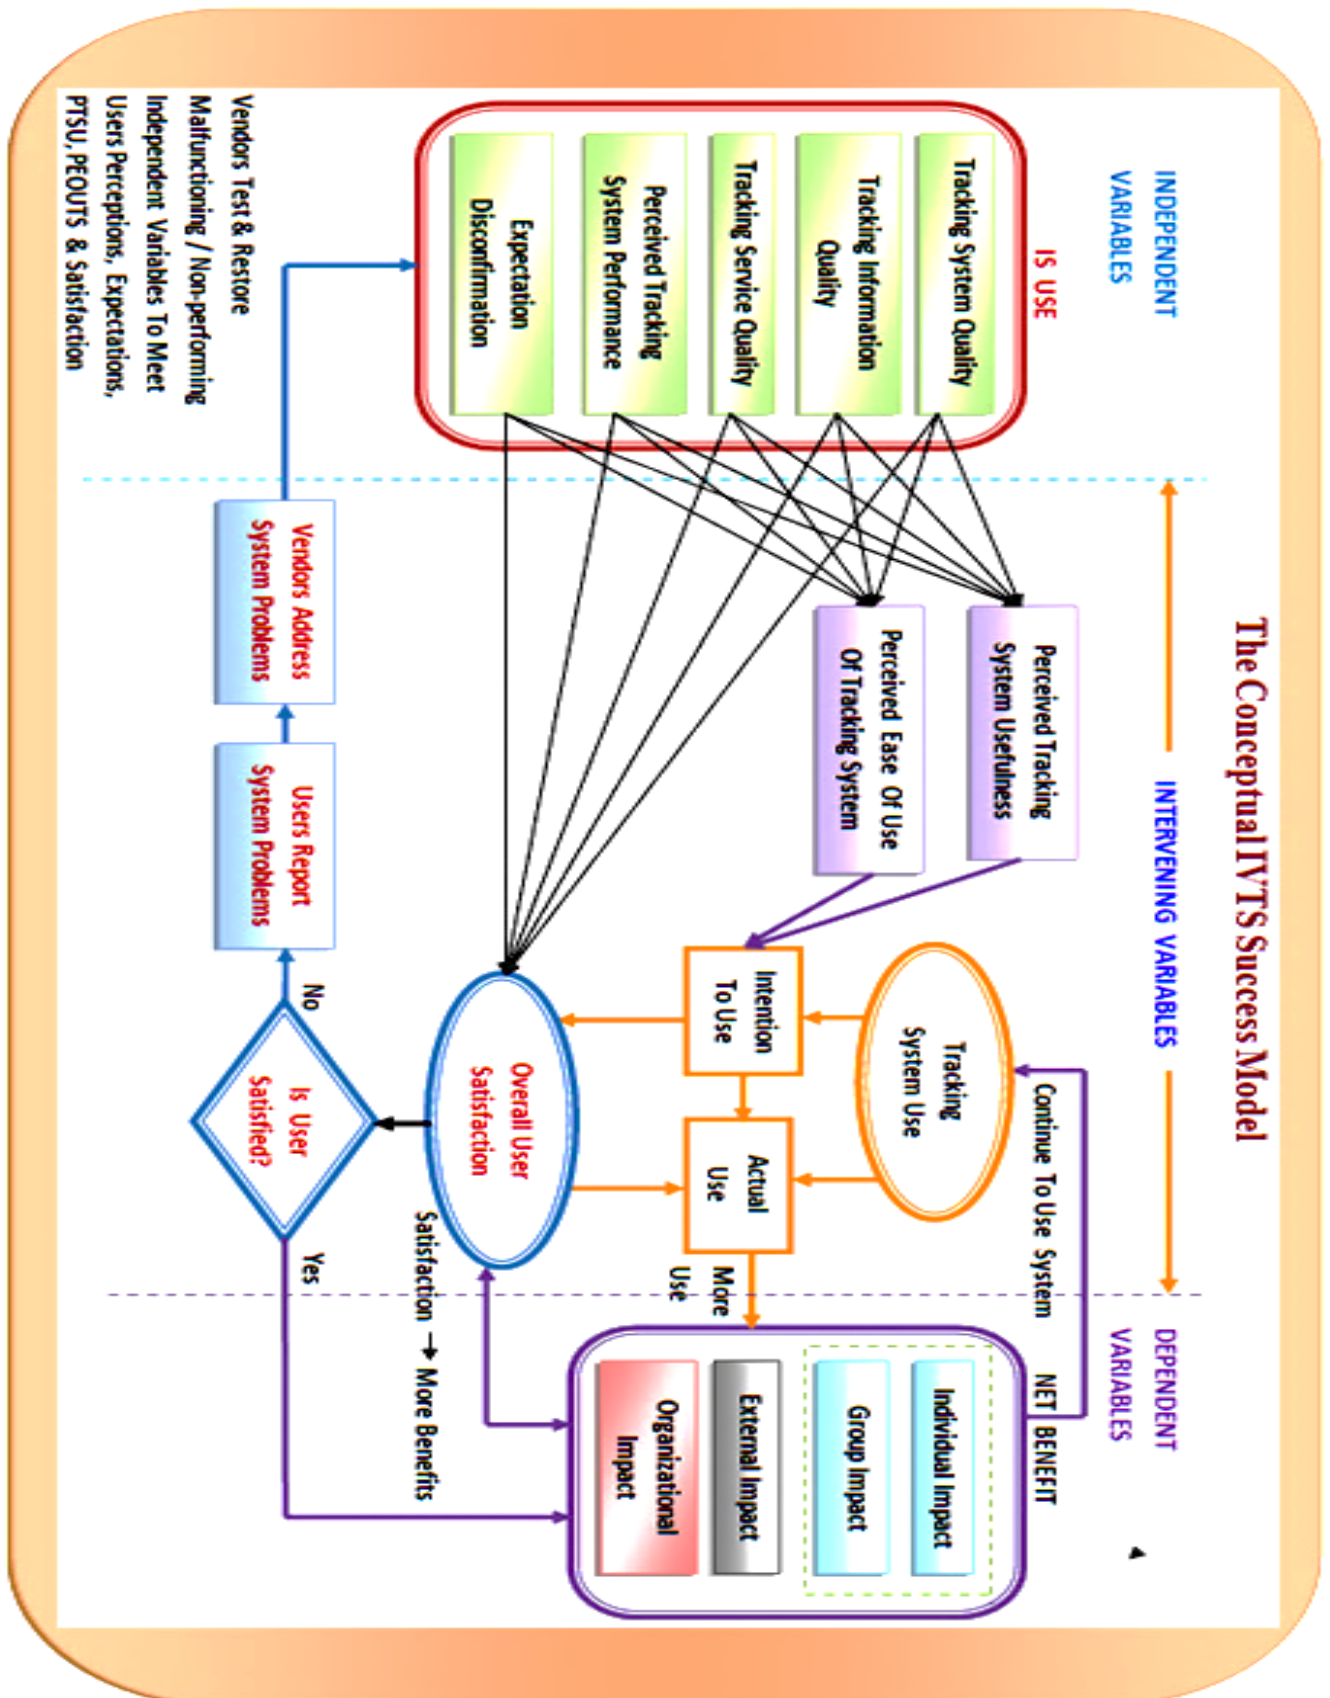 The Conceptual IVTS Success Model
INDEPENDENT
VARIABLES
INTERVENING VARIABLES
DEPENDENT
VARIABLES
IS USE
Tracking System Quality
Tracking Information
Quality
Tracking Service Quality
Perceived Tracking
System Performance
Expectation
Disconfirmation
Perceived Tracking
System Usefulness
Perceived Ease Of Use
Of Tracking System
Tracking
System Use
Intention
To Use
Actual
Use
Overall User
Satisfaction
Continue To Use System
More
Use
NET BENEFIT
Individual Impact
Group Impact
External Impact
Organizational
Impact
Satisfaction → More Benefits
Is User
Satisfied?
No
Yes
Users Report
System Problems
Vendors Address
System Problems
Vendors Test & Restore
Malfunctioning / Non-performing
Independent Variables To Meet
Users Perceptions, Expectations,
PTSU, PEOUTS & Satisfaction